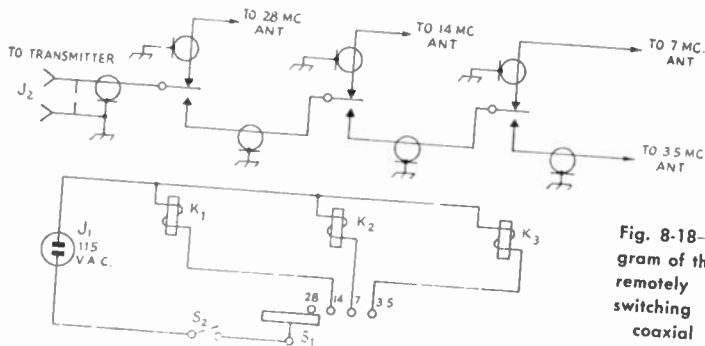 TO 28 MC
ANT
TO 14 MC
ANT
TO 7 MC.
ANT
TO TRANSMITTER
J2
TO 3.5 MC
ANT
K1
K2
K3
J1
115
V.A.C.
28
14
7
3.5
S2
S1
Fig. 8-18—
gram of th
remotely
switching
coaxial